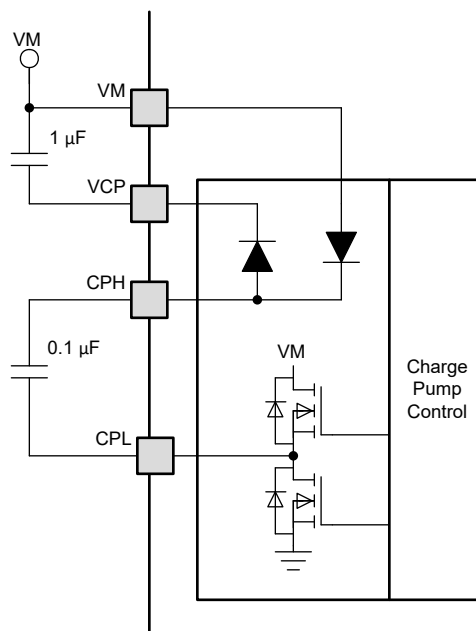 VM
VM
1 µF
VCP
CPH
0.1 µF
VM
Charge
Pump
Control
CPL